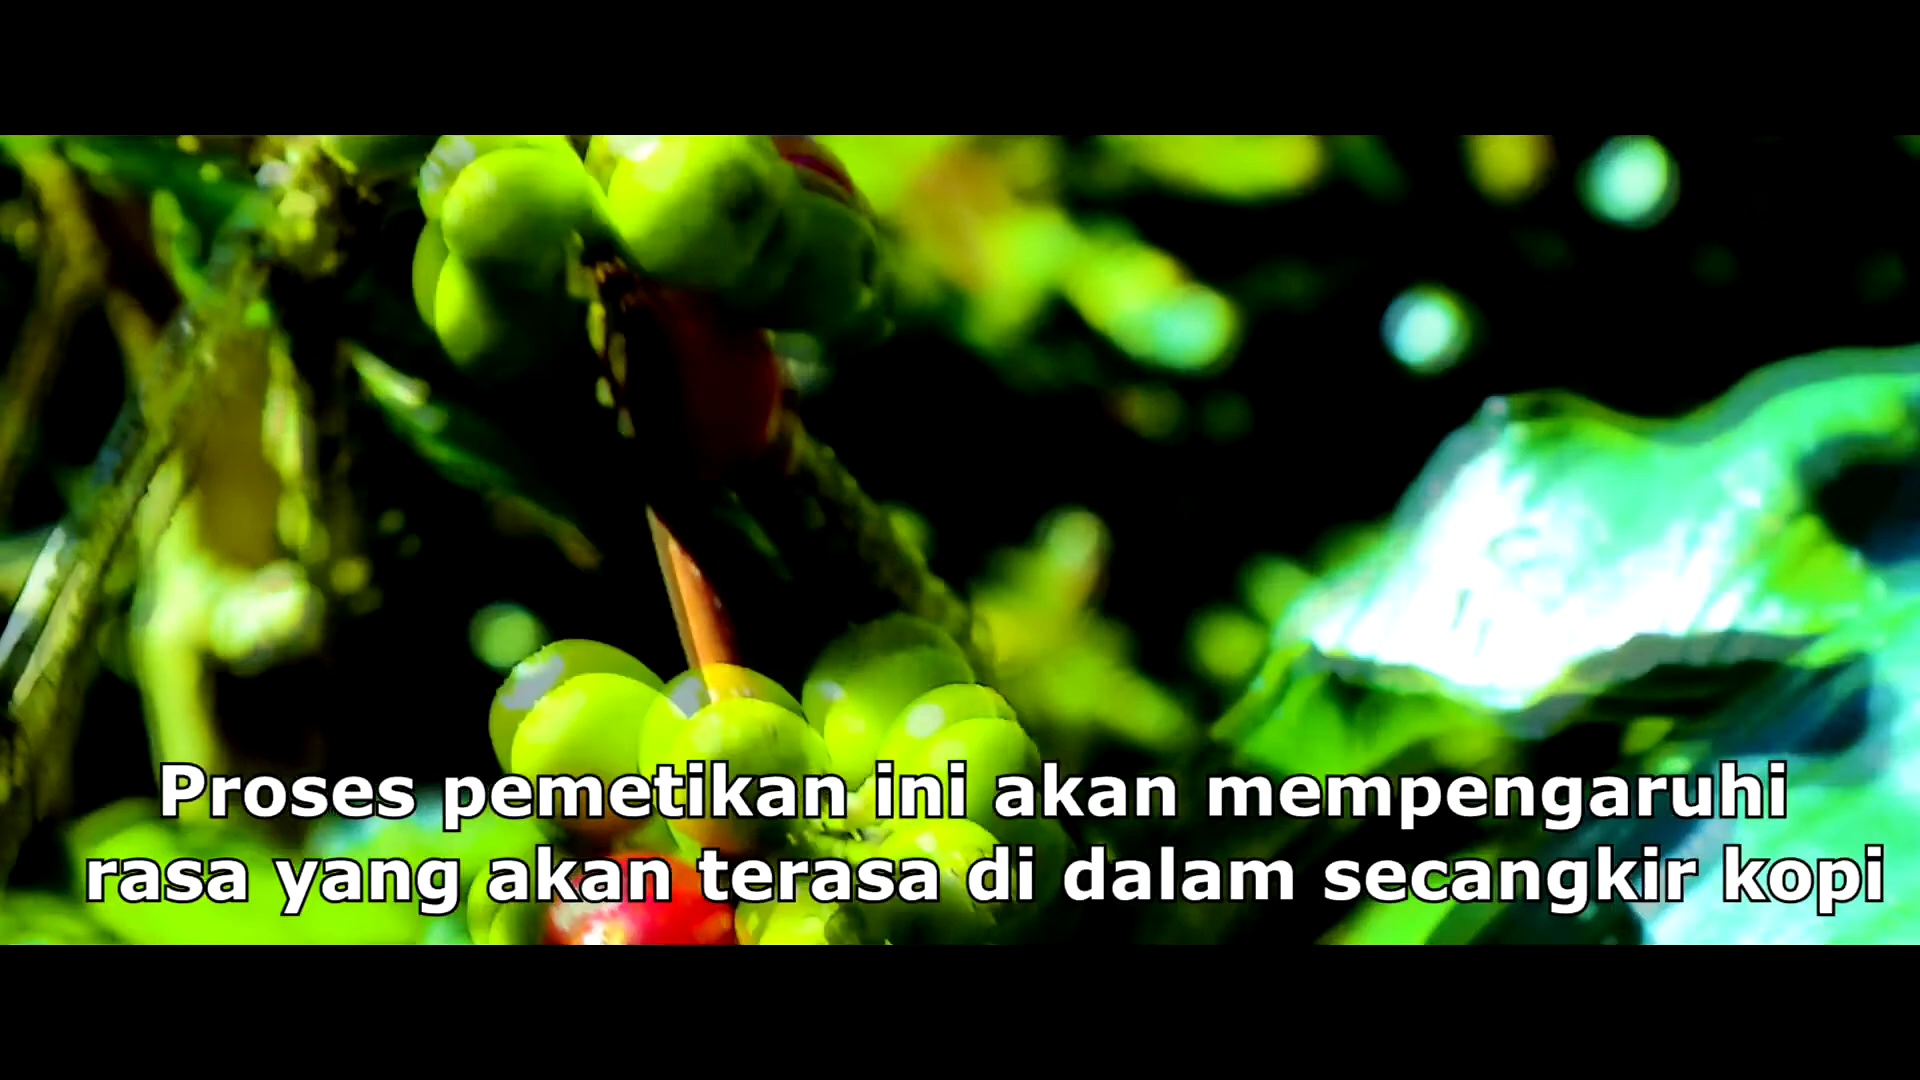 Proses pemetikan ini akan mempengaruhi
rasa yang akan terasa di dalam secangkir kopi